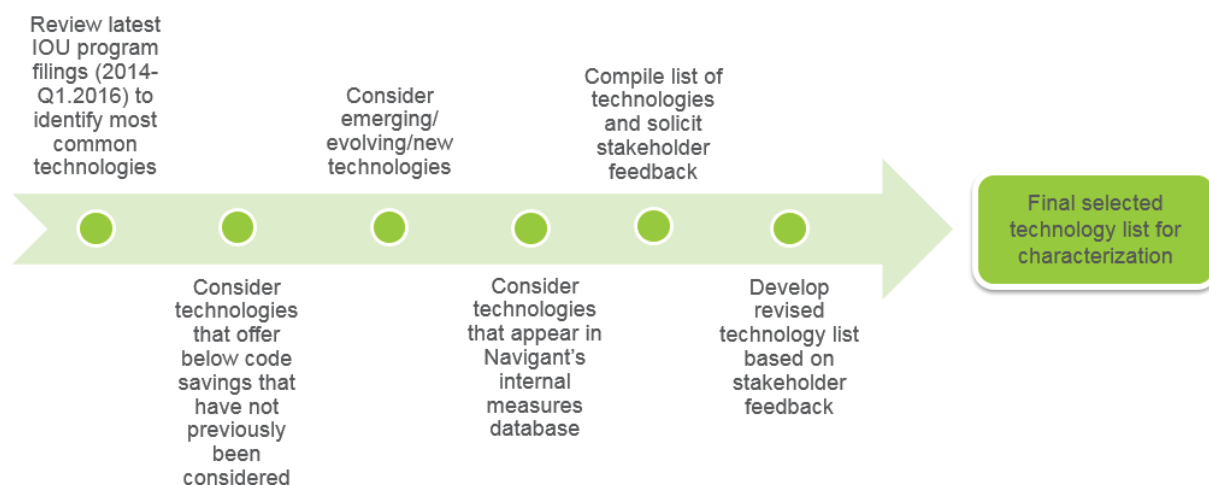 Review latest
IOU program
filings (2014-
Q1.2016) to
identify most
common
technologies
Consider
technologies
that offer
below code
savings that
have not
previously
been
considered
Consider
emerging/
evolving/new
technologies
Consider
technologies
that appear in
Navigant's
internal
measures
database
Compile list of
technologies
and solicit
stakeholder
feedback
Develop
revised
technology list
based on
stakeholder
feedback
Final selected
technology list for
characterization